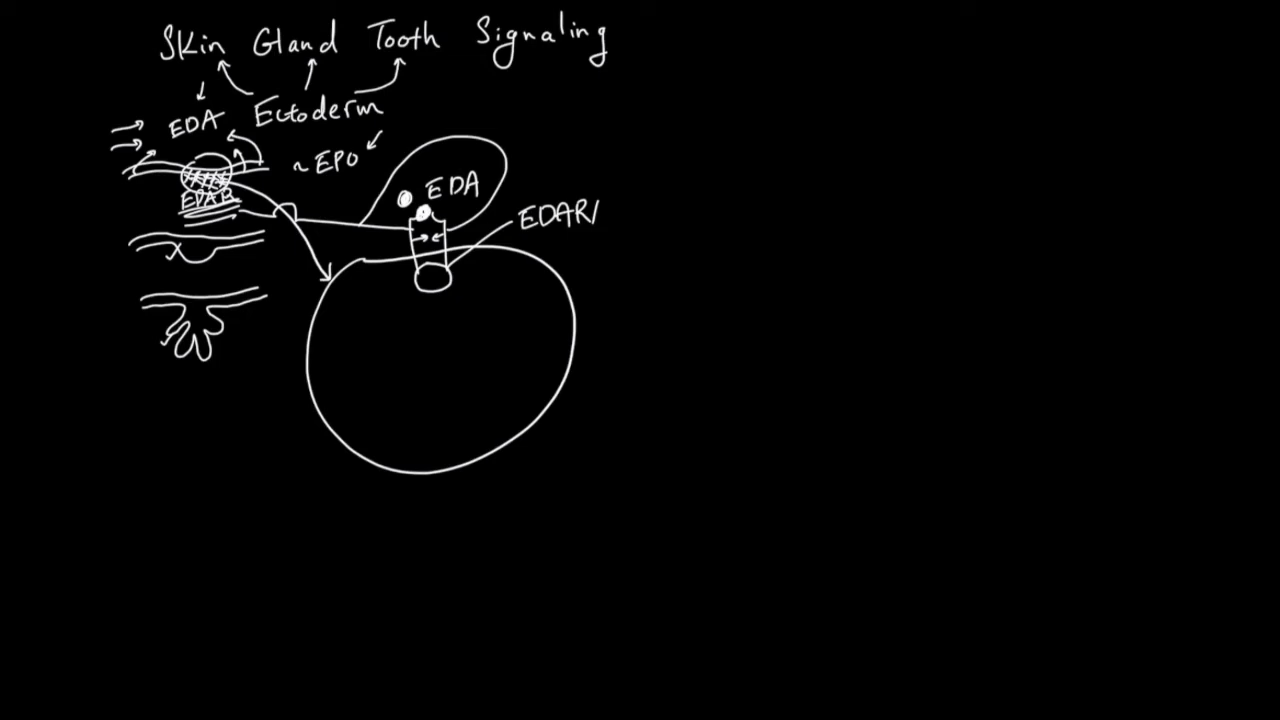 Skin Gland Tooth Signaling
EDA Ectoderm
~ EPO
EDAR
EDA
EDAR/